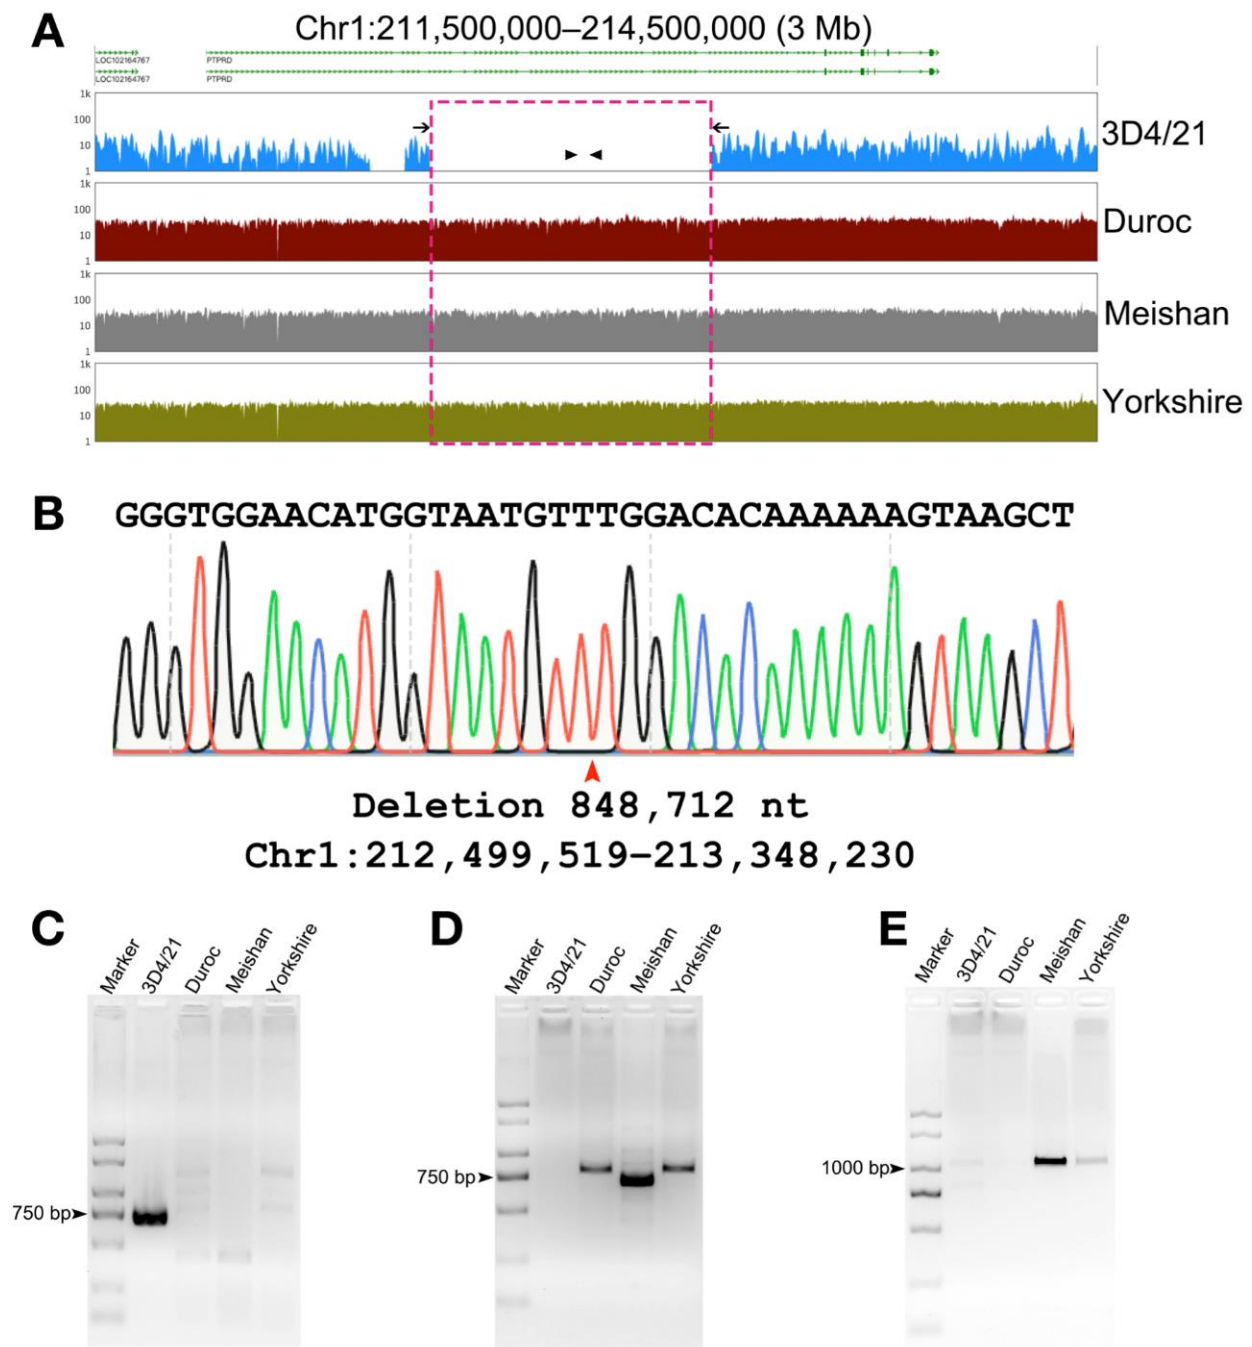 A
Chr1:211,500,000–214,500,000 (3 Mb)
LOC102164767
PTPRD
LOC102164767
PTPRD
1k
100
10
1
3D4/21
1k
100
10
1
Duroc
1k
100
10
1
Meishan
1k
100
10
1
Yorkshire
B
GGGTGGAACATGGTAATGTTTGGACACAAAAAAGTAAGCT
Deletion 848,712 nt
Chr1:212,499,519–213,348,230
C
Marker
3D4/21
Duroc
Meishan
Yorkshire
750 bp
D
Marker
3D4/21
Duroc
Meishan
Yorkshire
750 bp
E
Marker
3D4/21
Duroc
Meishan
Yorkshire
1000 bp